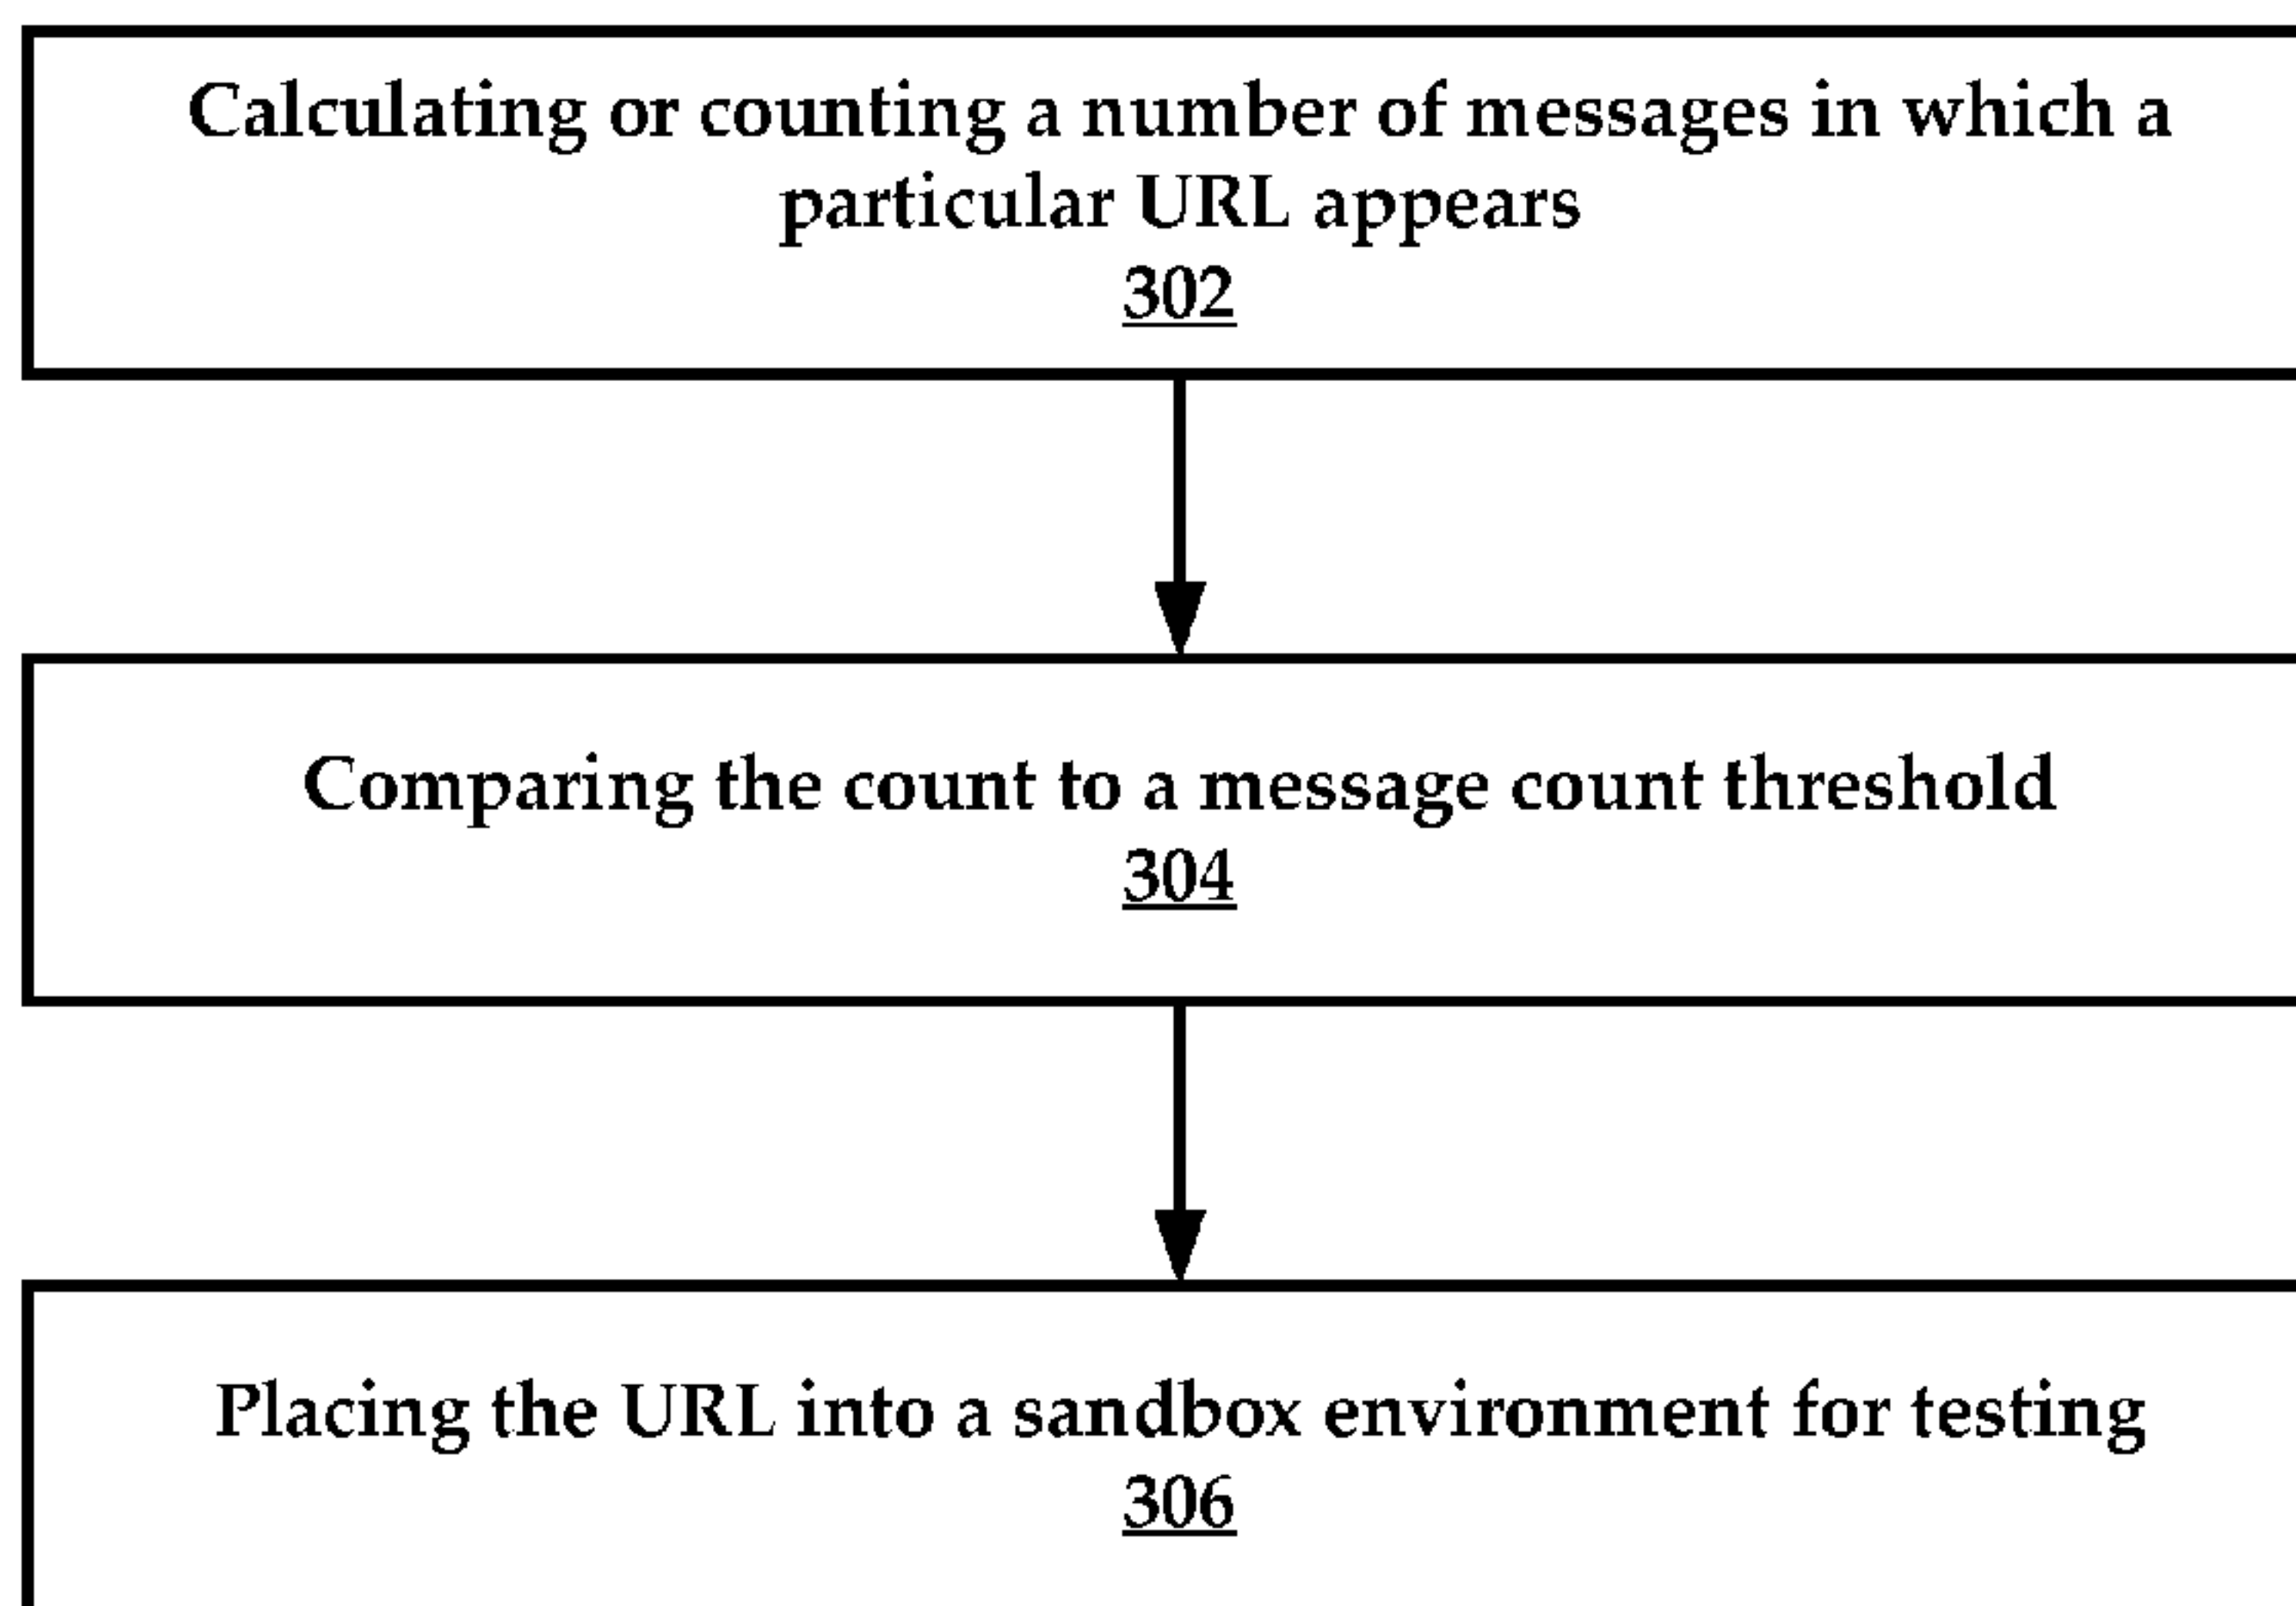 Calculating or counting a number of messages in which a
particular URL appears
302
Comparing the count to a message count threshold
304
Placing the URL into a sandbox environment for testing
306